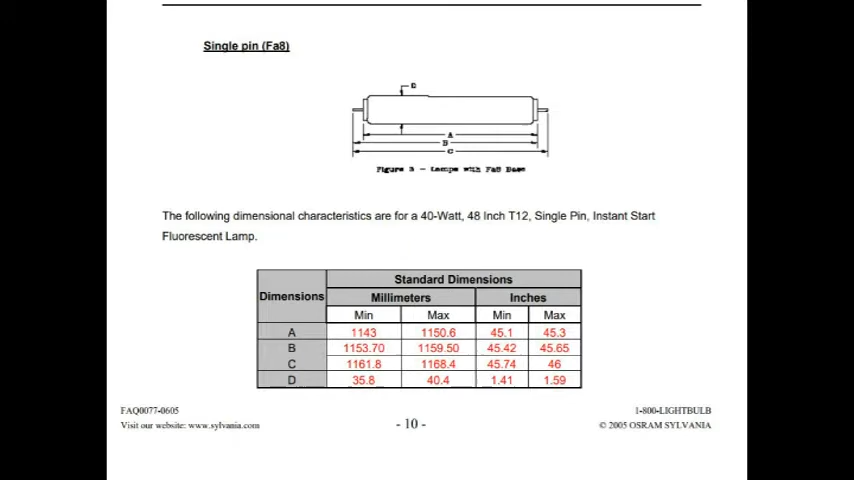 Single pin (Fa8)
D
A
B
C
Figure 3 - Lamps with Fa8 Base
The following dimensional characteristics are for a 40-Watt, 48 Inch T12, Single Pin, Instant Start
Fluorescent Lamp.
Dimensions Standard Dimensions
Millimeters Inches
Min Max Min Max
A 1143 1150.6 45.1 45.3
B 1153.70 1159.50 45.42 45.65
C 1161.8 1168.4 45.74 46
D 35.8 40.4 1.41 1.59
FAQ0077-0605 1-800-LIGHTBULB
Visit our website: www.sylvania.com - 10 - © 2005 OSRAM SYLVANIA